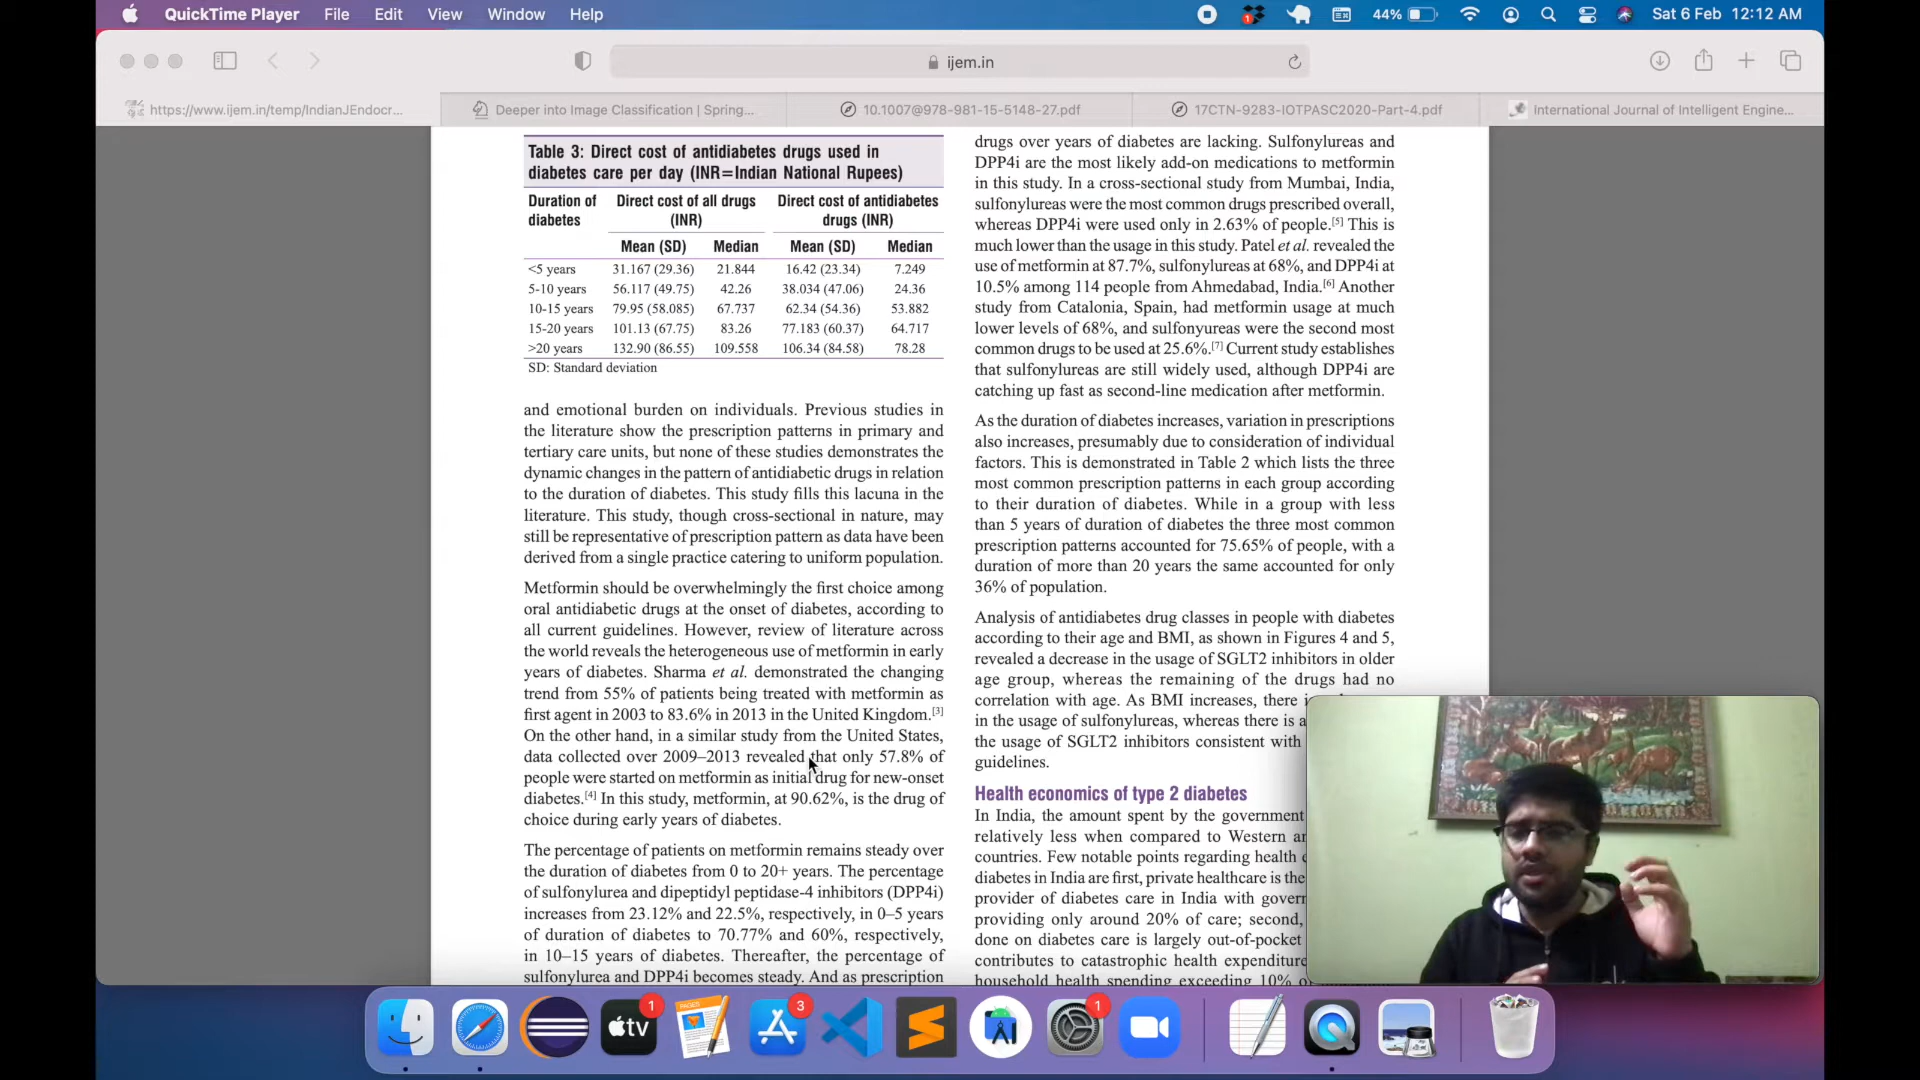 QuickTime Player File Edit View Window Help 44% Sat 6 Feb 12:12 AM
ijem.in
https://www.ijem.in/temp/IndianJEndocr...
Deeper into Image Classification | Spring...
10.1007@978-981-15-5148-27.pdf
17CTN-9283-IOTPASC2020-Part-4.pdf
International Journal of Intelligent Engine...
Table 3: Direct cost of antidiabetes drugs used in
diabetes care per day (INR=Indian National Rupees)
Duration of Direct cost of all drugs Direct cost of antidiabetes
diabetes (INR) drugs (INR)
Mean (SD) Median Mean (SD) Median
<5 years 31.167 (29.36) 21.844 16.42 (23.34) 7.249
5-10 years 56.117 (49.75) 42.26 38.034 (47.06) 24.36
10-15 years 79.95 (58.085) 67.737 62.34 (54.36) 53.882
15-20 years 101.13 (67.75) 83.26 77.183 (60.37) 64.717
>20 years 132.90 (86.55) 109.558 106.34 (84.58) 78.28
SD: Standard deviation
and emotional burden on individuals. Previous studies in
the literature show the prescription patterns in primary and
tertiary care units, but none of these studies demonstrates the
dynamic changes in the pattern of antidiabetic drugs in relation
to the duration of diabetes. This study fills this lacuna in the
literature. This study, though cross-sectional in nature, may
still be representative of prescription pattern as data have been
derived from a single practice catering to uniform population.
Metformin should be overwhelmingly the first choice among
oral antidiabetic drugs at the onset of diabetes, according to
all current guidelines. However, review of literature across
the world reveals the heterogeneous use of metformin in early
years of diabetes. Sharma et al. demonstrated the changing
trend from 55% of patients being treated with metformin as
first agent in 2003 to 83.6% in 2013 in the United Kingdom.[3]
On the other hand, in a similar study from the United States,
data collected over 2009–2013 revealed that only 57.8% of
people were started on metformin as initial drug for new-onset
diabetes.[4] In this study, metformin, at 90.62%, is the drug of
choice during early years of diabetes.
The percentage of patients on metformin remains steady over
the duration of diabetes from 0 to 20+ years. The percentage
of sulfonylurea and dipeptidyl peptidase-4 inhibitors (DPP4i)
increases from 23.12% and 22.5%, respectively, in 0–5 years
of duration of diabetes to 70.77% and 60%, respectively,
in 10–15 years of diabetes. Thereafter, the percentage of
sulfonylurea and DPP4i becomes steady. And as prescription
drugs over years of diabetes are lacking. Sulfonylureas and
DPP4i are the most likely add-on medications to metformin
in this study. In a cross-sectional study from Mumbai, India,
sulfonylureas were the most common drugs prescribed overall,
whereas DPP4i were used only in 2.63% of people.[5] This is
much lower than the usage in this study. Patel et al. revealed the
use of metformin at 87.7%, sulfonylureas at 68%, and DPP4i at
10.5% among 114 people from Ahmedabad, India.[6] Another
study from Catalonia, Spain, had metformin usage at much
lower levels of 68%, and sulfonyureas were the second most
common drugs to be used at 25.6%.[7] Current study establishes
that sulfonylureas are still widely used, although DPP4i are
catching up fast as second-line medication after metformin.
As the duration of diabetes increases, variation in prescriptions
also increases, presumably due to consideration of individual
factors. This is demonstrated in Table 2 which lists the three
most common prescription patterns in each group according
to their duration of diabetes. While in a group with less
than 5 years of duration of diabetes the three most common
prescription patterns accounted for 75.65% of people, with a
duration of more than 20 years the same accounted for only
36% of population.
Analysis of antidiabetes drug classes in people with diabetes
according to their age and BMI, as shown in Figures 4 and 5,
revealed a decrease in the usage of SGLT2 inhibitors in older
age group, whereas the remaining of the drugs had no
correlation with age. As BMI increases, there
in the usage of sulfonylureas, whereas there is a
the usage of SGLT2 inhibitors consistent with
guidelines.
Health economics of type 2 diabetes
In India, the amount spent by the government
relatively less when compared to Western
countries. Few notable points regarding health
diabetes in India are first, private healthcare is the
provider of diabetes care in India with
providing only around 20% of care; second,
done on diabetes care is largely out-of-pocket
contributes to catastrophic health
household health spending exceeding 10%
1
PAGES
tv
3
1